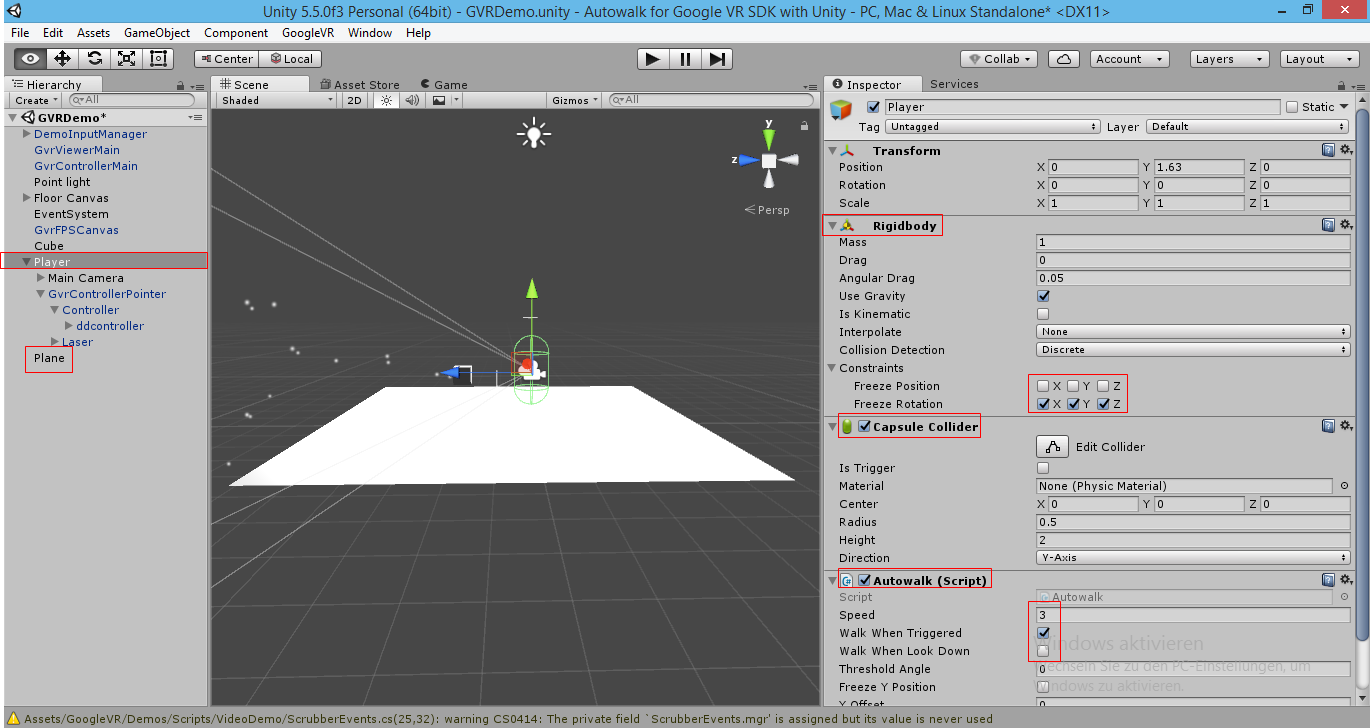 Unity 5.5.0f3 Personal (64bit) - GVRDemo.unity - Autowalk for Google VR SDK with Unity - PC, Mac & Linux Standalone* <DX11>
File Edit Assets GameObject Component GoogleVR Window Help
Center Local Collab Account Layers Layout
Hierarchy
Create All
GVRDemo*
DemoInputManager
GvrViewerMain
GvrControllerMain
Point light
Floor Canvas
EventSystem
GvrFPSCanvas
Cube
Player
Main Camera
GvrControllerPointer
Controller
ddcontroller
Laser
Plane
Scene Asset Store Game
Shaded 2D Gizmos All
y
z
Persp
Inspector Services
Player Static
Tag Untagged Layer Default
Transform
Position X 0 Y 1.63 Z 0
Rotation X 0 Y 0 Z 0
Scale X 1 Y 1 Z 1
Rigidbody
Mass 1
Drag 0
Angular Drag 0.05
Use Gravity
Is Kinematic
Interpolate None
Collision Detection Discrete
Constraints
Freeze Position X Y Z
Freeze Rotation X Y Z
Capsule Collider
Edit Collider
Is Trigger
Material None (Physic Material)
Center X 0 Y 0 Z 0
Radius 0.5
Height 2
Direction Y-Axis
Autowalk (Script)
Script Autowalk
Speed 3
Walk When Triggered
Walk When Look Down
Threshold Angle 0
Freeze Y Position
Y Offset 0
Windows aktivieren
Wechseln Sie zu den PC-Einstellungen, um
Windows zu aktivieren.
Assets/GoogleVR/Demos/Scripts/VideoDemo/ScrubberEvents.cs(25,32): warning CS0414: The private field `ScrubberEvents.mgr' is assigned but its value is never used